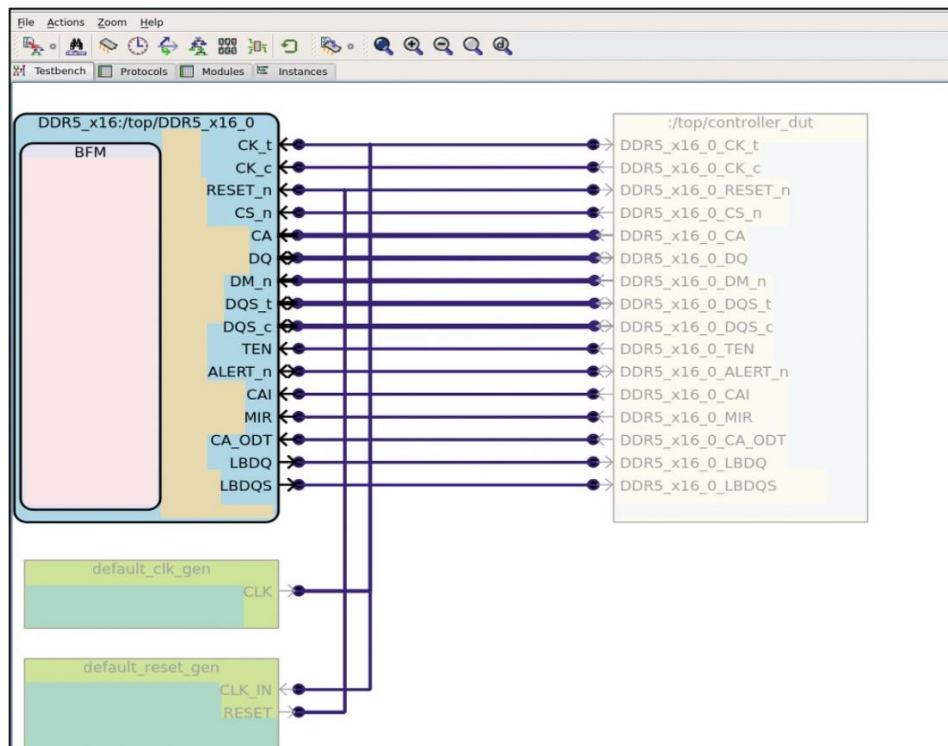 File Actions Zoom Help
Testbench Protocols Modules Instances
DDR5_x16:/top/DDR5_x16_0
BFM
CK_t
CK_c
RESET_n
CS_n
CA
DQ
DM_n
DQS_t
DQS_c
TEN
ALERT_n
CAI
MIR
CA_ODT
LBDQ
LBDQS
:/top/controller_dut
DDR5_x16_0_CK_t
DDR5_x16_0_CK_c
DDR5_x16_0_RESET_n
DDR5_x16_0_CS_n
DDR5_x16_0_CA
DDR5_x16_0_DQ
DDR5_x16_0_DM_n
DDR5_x16_0_DQS_t
DDR5_x16_0_DQS_c
DDR5_x16_0_TEN
DDR5_x16_0_ALERT_n
DDR5_x16_0_CAI
DDR5_x16_0_MIR
DDR5_x16_0_CA_ODT
DDR5_x16_0_LBDQ
DDR5_x16_0_LBDQS
default_clk_gen
CLK
default_reset_gen
CLK_IN
RESET